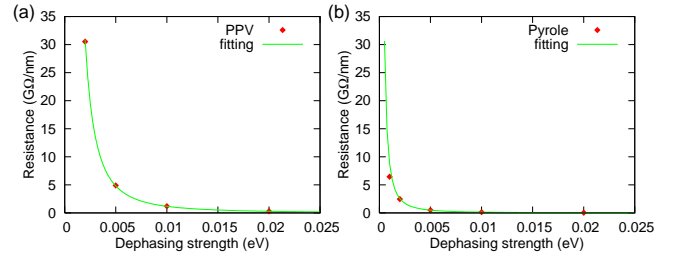 (a)
35
30
25
20
15
10
5
0
Resistance (GΩ/nm)
PPV
fitting
0 0.005 0.01 0.015 0.02 0.025
Dephasing strength (eV)
(b)
35
30
25
20
15
10
5
0
Resistance (GΩ/nm)
Pyrole
fitting
0 0.005 0.01 0.015 0.02 0.025
Dephasing strength (eV)